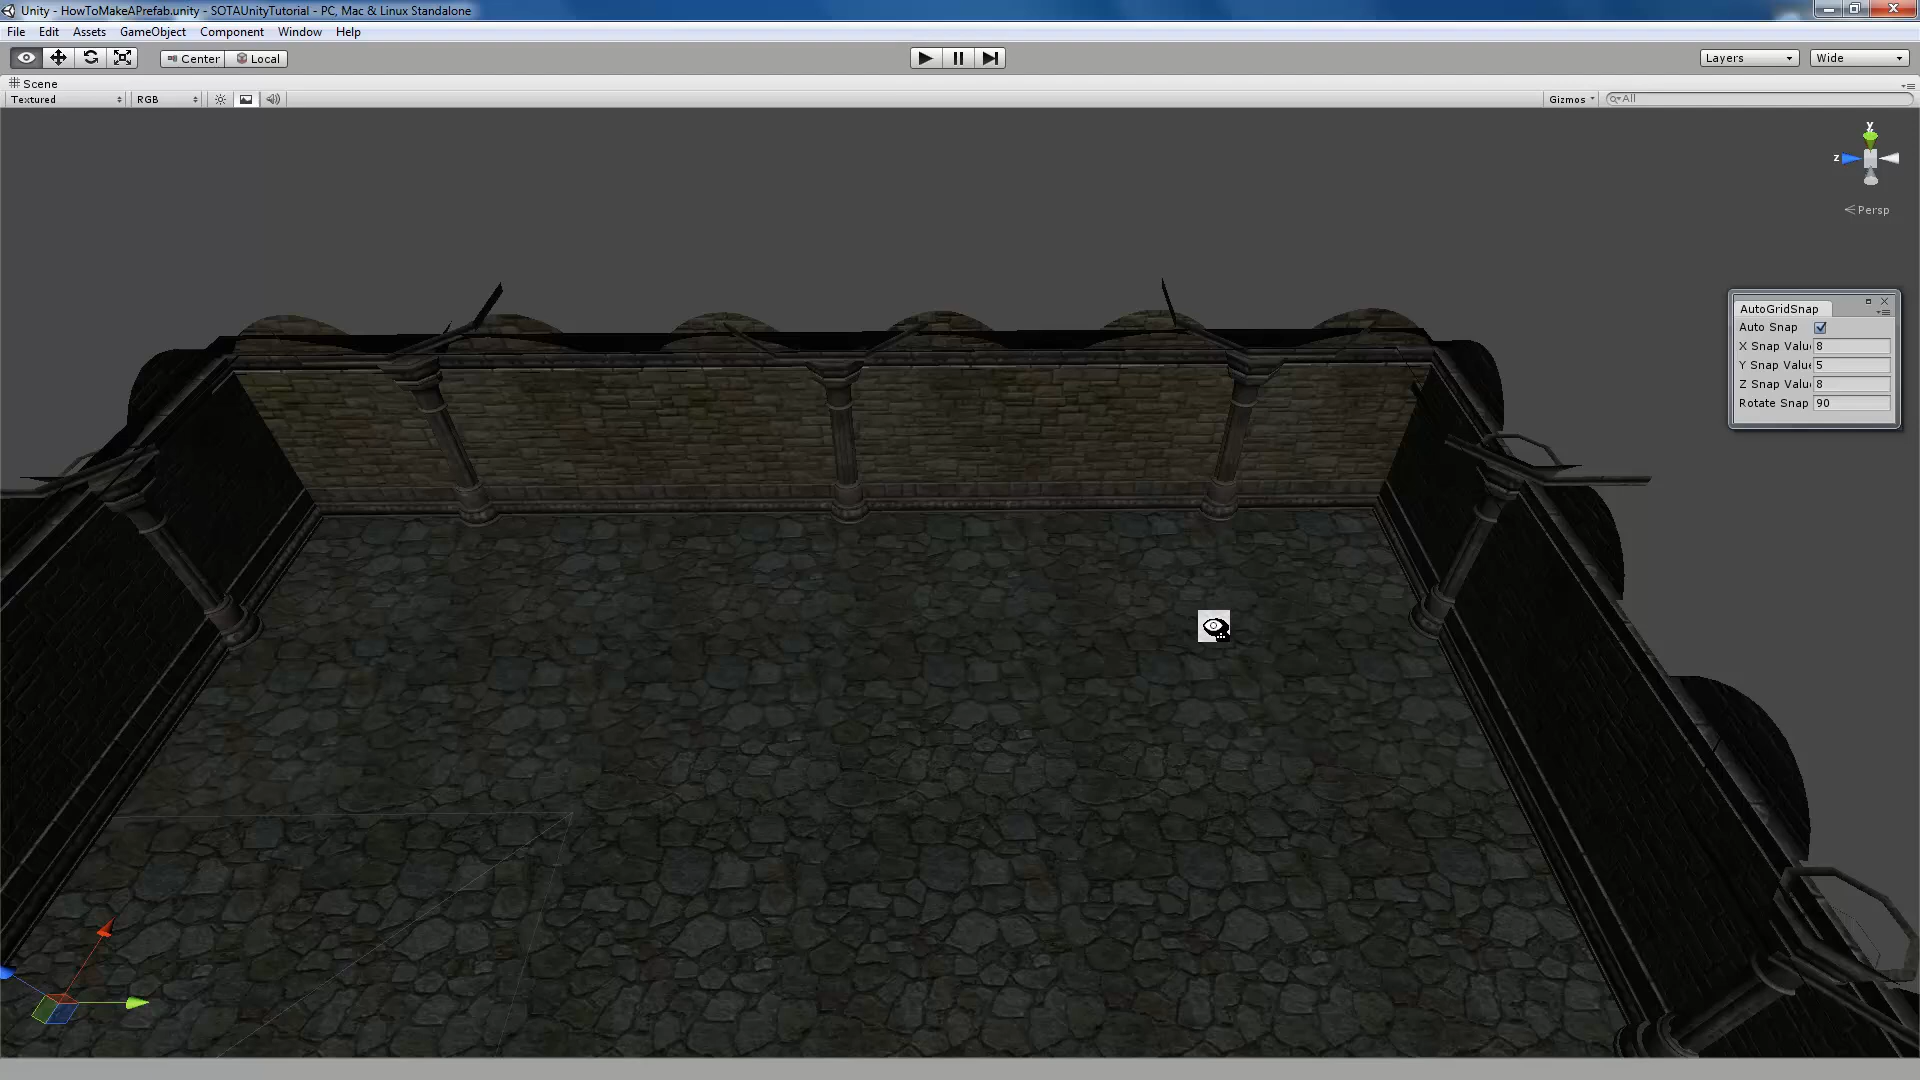 Unity - HowToMakeAPrefab.unity - SOTAUnityTutorial - PC, Mac & Linux Standalone
File Edit Assets GameObject Component Window Help
Center Local Layers Wide
Scene
Textured RGB Gizmos All
y
z
Persp
AutoGridSnap
Auto Snap
X Snap Valu 8
Y Snap Valu 5
Z Snap Valu 8
Rotate Snap 90